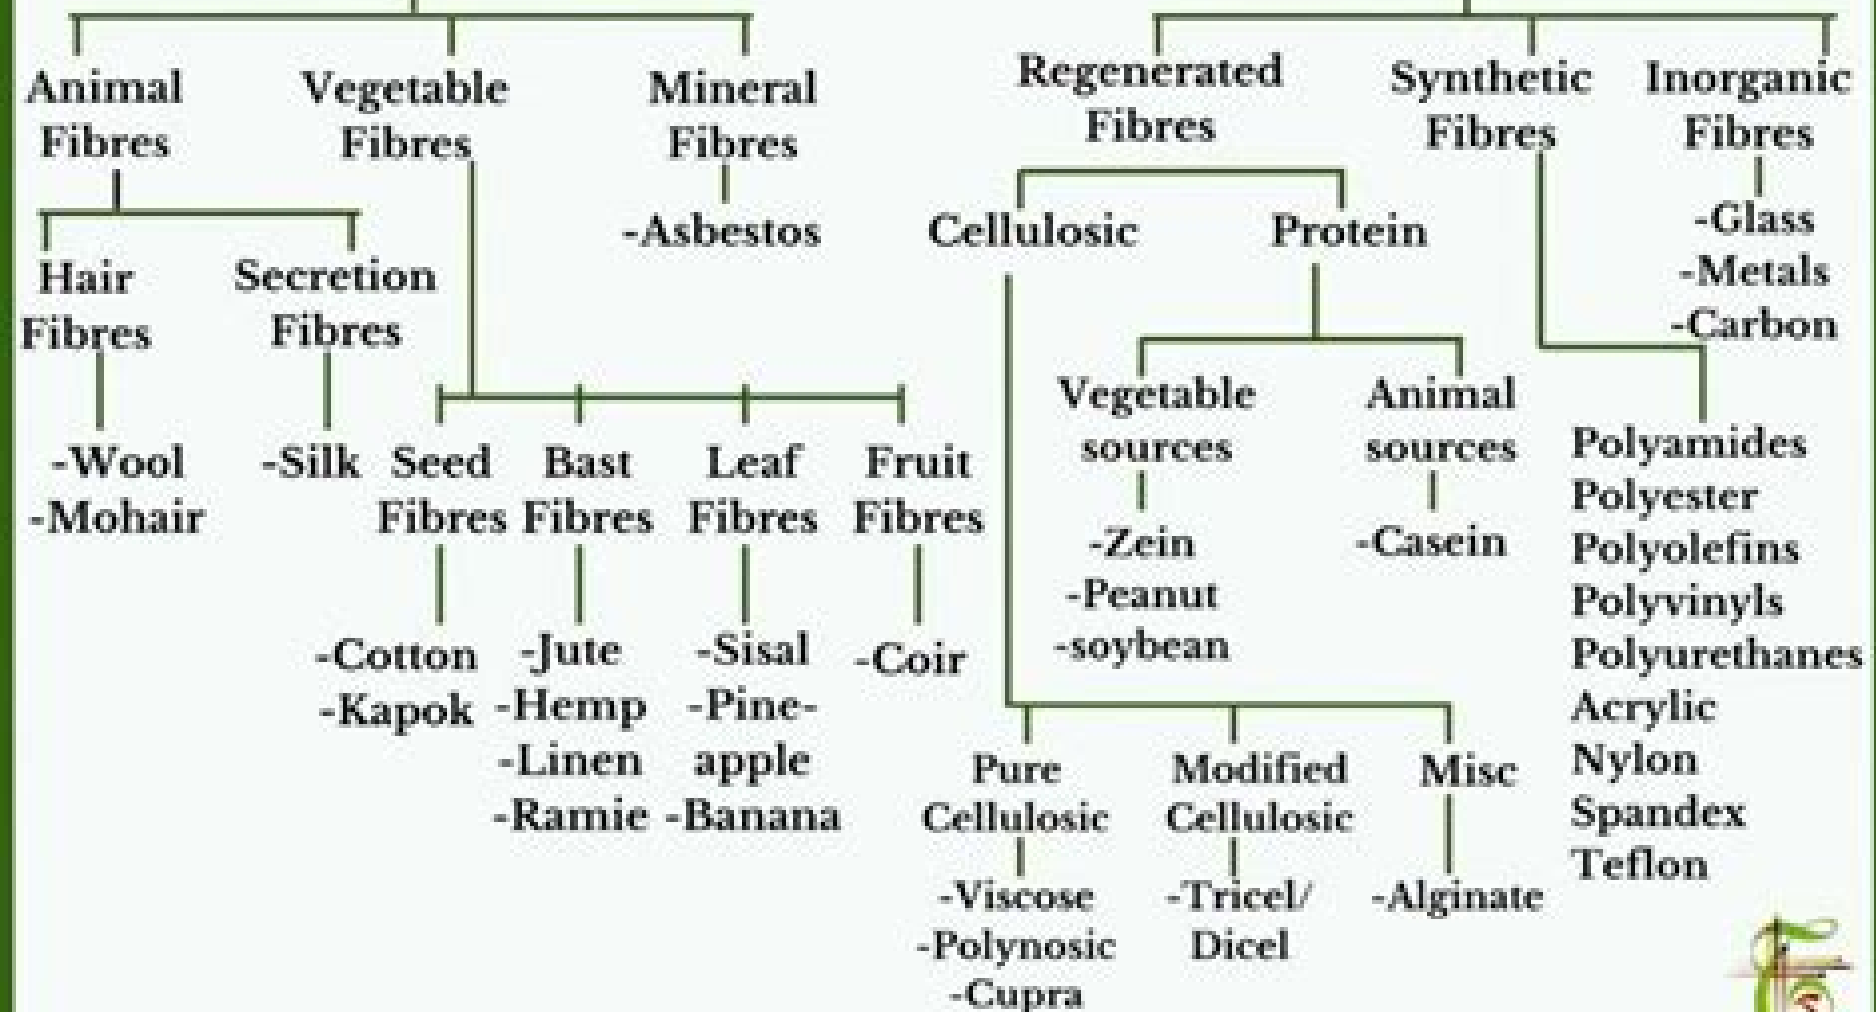 Animal
Fibres
Vegetable
Fibres
Mineral
Fibres
-Asbestos
Hair
Fibres
Secretion
Fibres
-Wool
-Mohair
-Silk
Seed
Fibres
Bast
Fibres
Leaf
Fibres
Fruit
Fibres
-Cotton
-Kapok
-Jute
-Hemp
-Linen
-Ramie
-Sisal
-Pine-
apple
-Banana
-Coir
Regenerated
Fibres
Synthetic
Fibres
Inorganic
Fibres
Cellulosic
Protein
-Glass
-Metals
-Carbon
Vegetable
sources
Animal
sources
-Zein
-Peanut
-soybean
-Casein
Polyamides
Polyester
Polyolefins
Polyvinyls
Polyurethanes
Acrylic
Nylon
Spandex
Teflon
Pure
Cellulosic
Modified
Cellulosic
Misc
-Viscose
-Polynosic
-Cupra
-Tricel/
Dicel
-Alginate